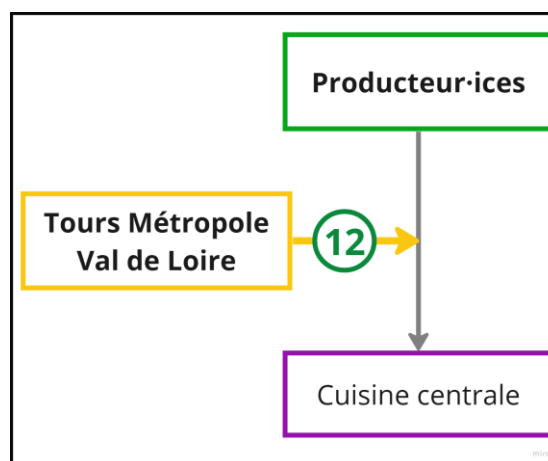 Producteur·ices
Tours Métropole
Val de Loire
12
Cuisine centrale